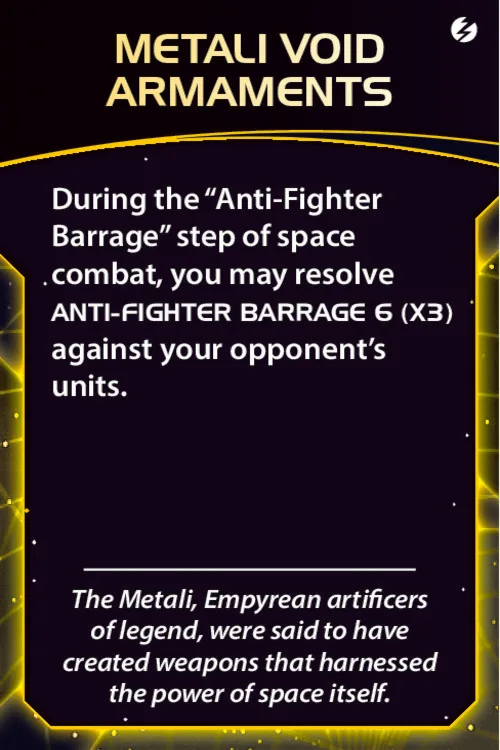 METALI VOID
ARMAMENTS
During the “Anti-Fighter
Barrage” step of space
combat, you may resolve
ANTI-FIGHTER BARRAGE 6 (X3)
against your opponent’s
units.
The Metali, Empyrean artificers
of legend, were said to have
created weapons that harnessed
the power of space itself.